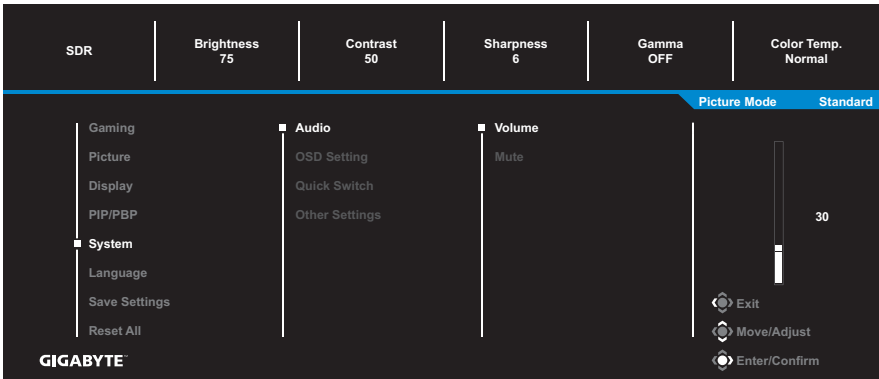 SDR
Brightness
75
Contrast
50
Sharpness
6
Gamma
OFF
Color Temp.
Normal
Picture Mode Standard
Gaming
Picture
Display
PIP/PBP
System
Language
Save Settings
Reset All
Audio
OSD Setting
Quick Switch
Other Settings
Volume
Mute
30
Exit
Move/Adjust
Enter/Confirm
GIGABYTE™